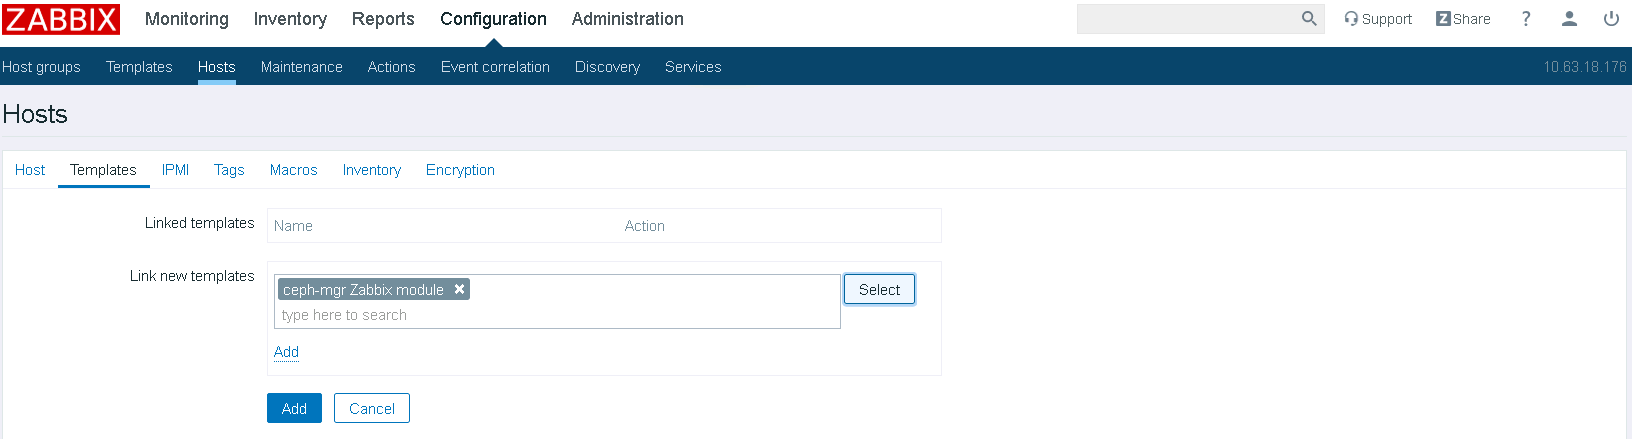 ZABBIX Monitoring Inventory Reports Configuration Administration Support Z Share ?
Host groups Templates Hosts Maintenance Actions Event correlation Discovery Services 10.63.18.176
Hosts
Host Templates IPMI Tags Macros Inventory Encryption
Linked templates Name Action
Link new templates ceph-mgr Zabbix module Select
type here to search
Add
Add Cancel